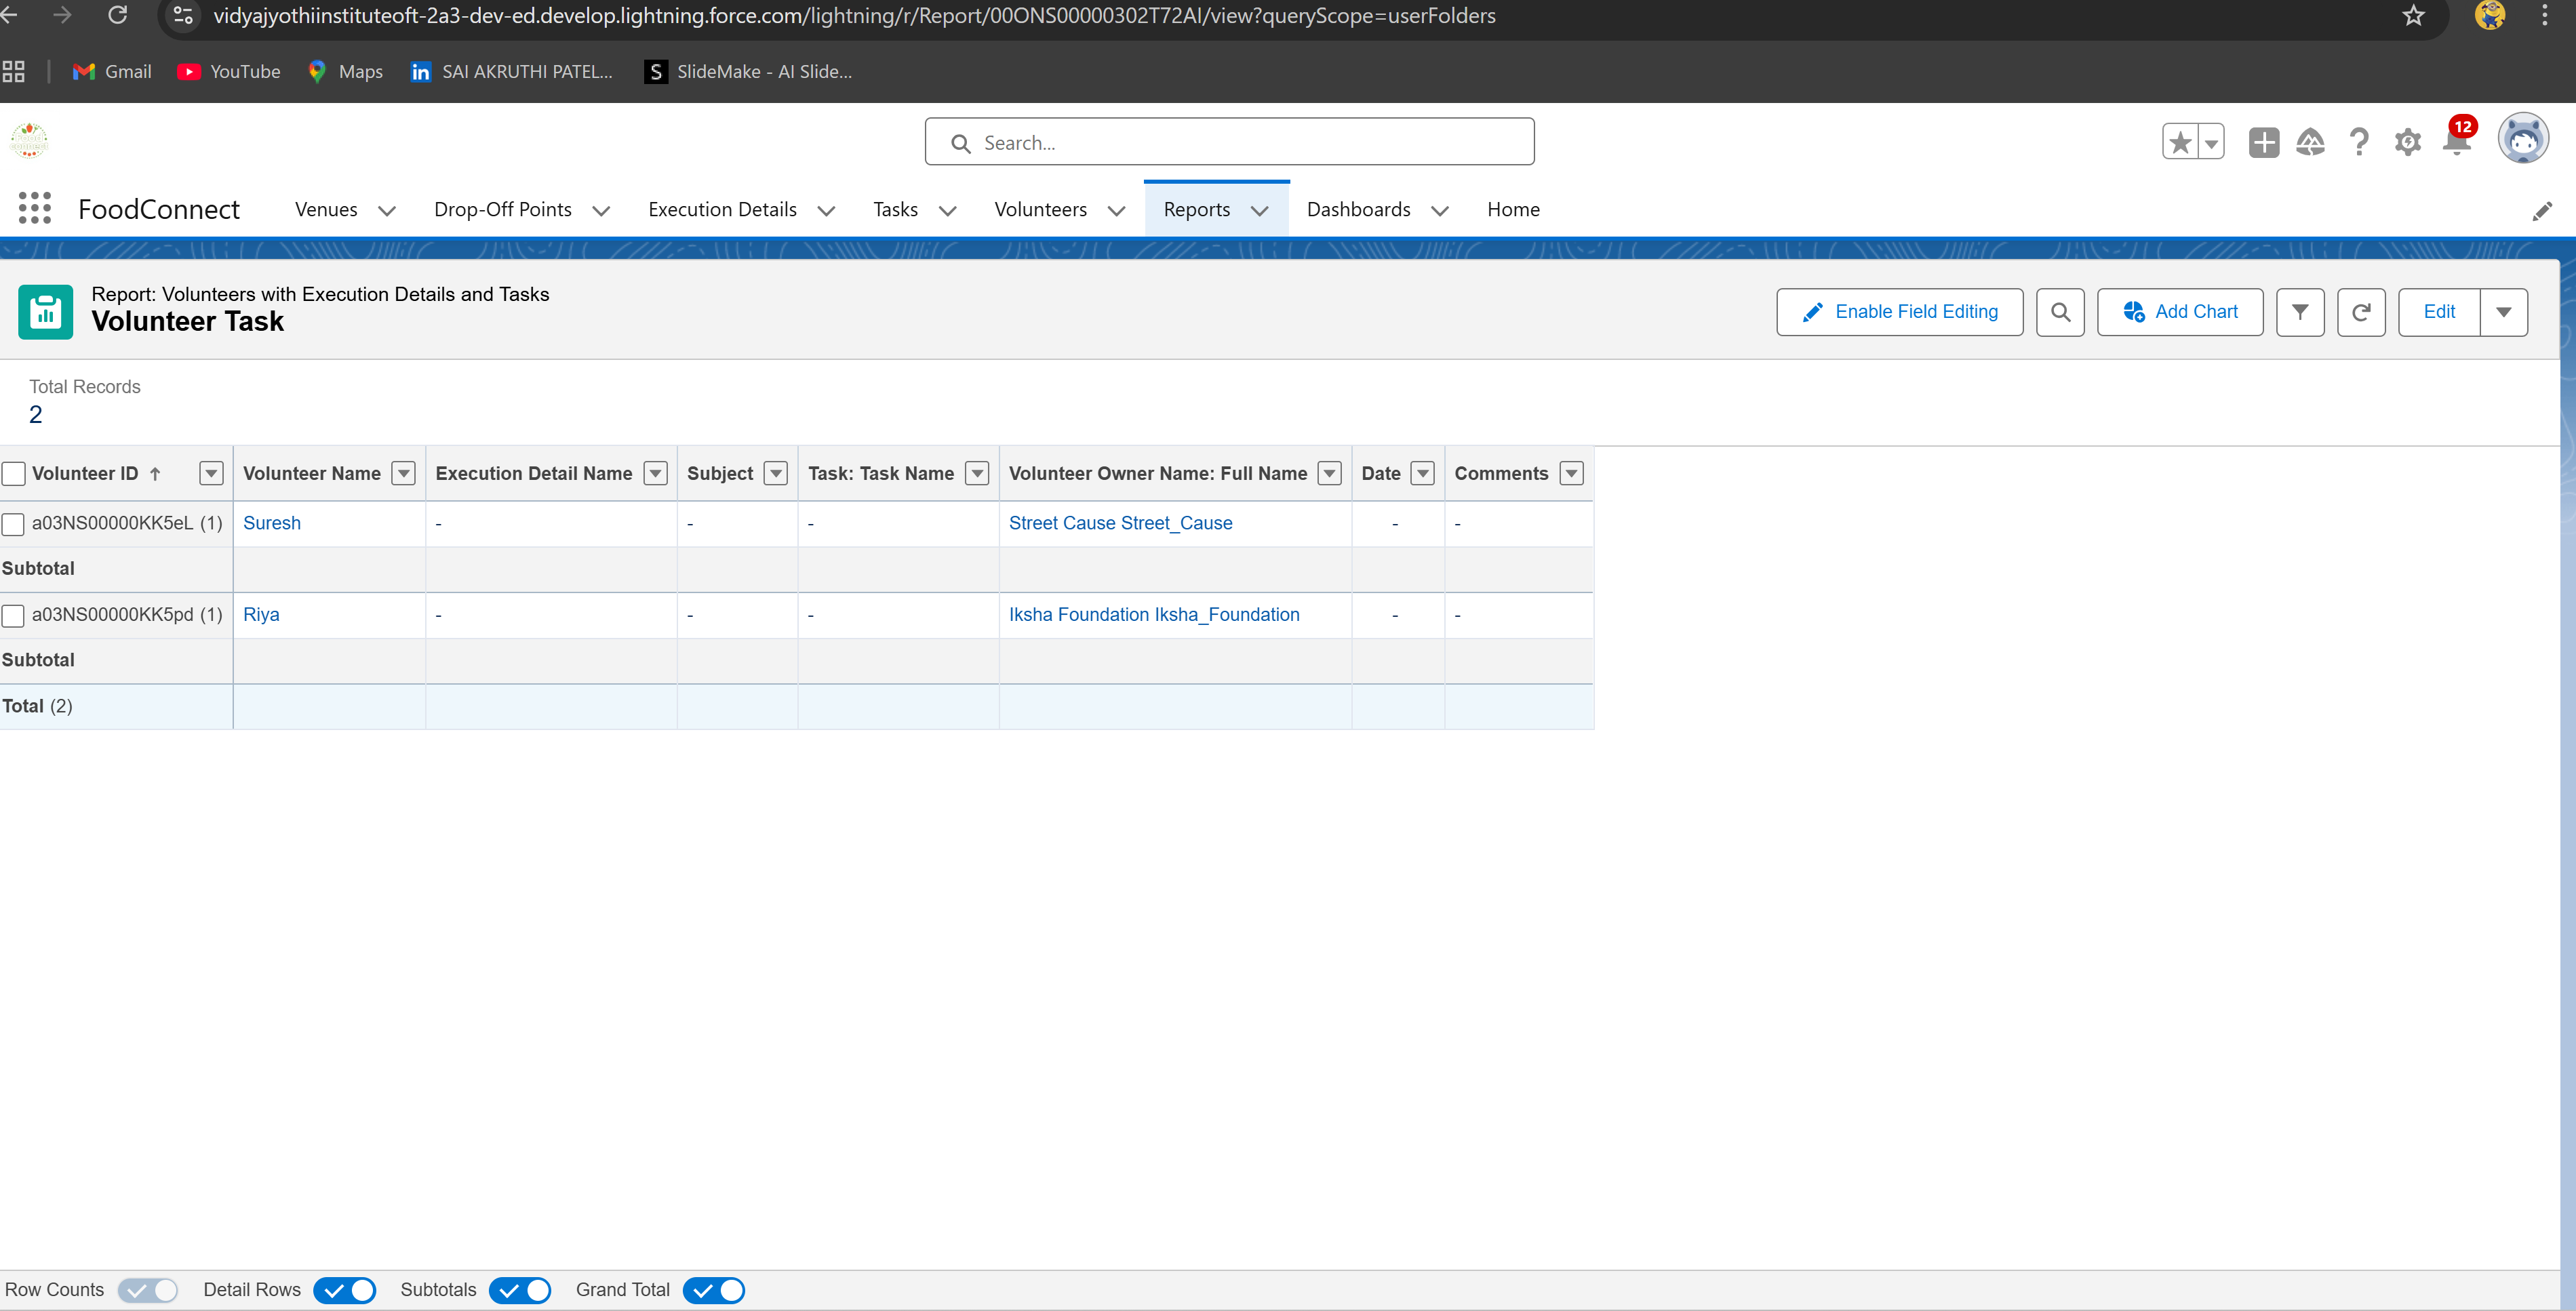 vidyajyothiinstituteoft-2a3-dev-ed.develop.lightning.force.com/lightning/r/Report/00ONS00000302T72AI/view?queryScope=userFolders
Gmail YouTube Maps in SAI AKRUTHI PATEL... S SlideMake - AI Slide...
Search... 12
FoodConnect Venues Drop-Off Points Execution Details Tasks Volunteers Reports Dashboards Home
Report: Volunteers with Execution Details and Tasks
Volunteer Task
Enable Field Editing Add Chart Edit
Total Records
2
Volunteer ID ↑ Volunteer Name Execution Detail Name Subject Task: Task Name Volunteer Owner Name: Full Name Date Comments
a03NS00000KK5eL (1) Suresh - - - Street Cause Street_Cause - -
Subtotal
a03NS00000KK5pd (1) Riya - - - Iksha Foundation Iksha_Foundation - -
Subtotal
Total (2)
Row Counts Detail Rows Subtotals Grand Total